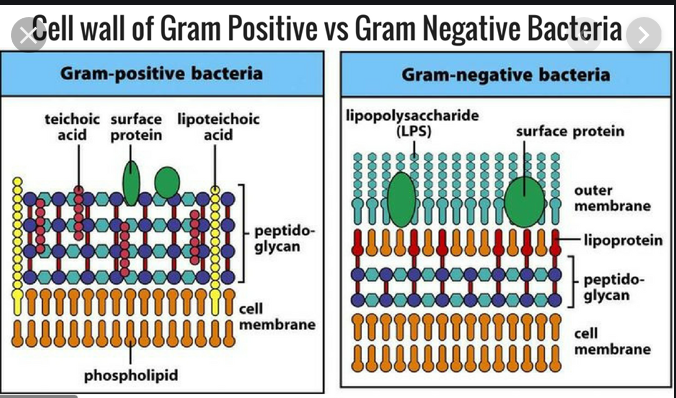 Cell wall of Gram Positive vs Gram Negative Bacteria
Gram-positive bacteria
teichoic acid
surface protein
lipoteichoic acid
peptido-
glycan
cell
membrane
phospholipid
Gram-negative bacteria
lipopolysaccharide
(LPS)
surface protein
outer
membrane
lipoprotein
peptido-
glycan
cell
membrane